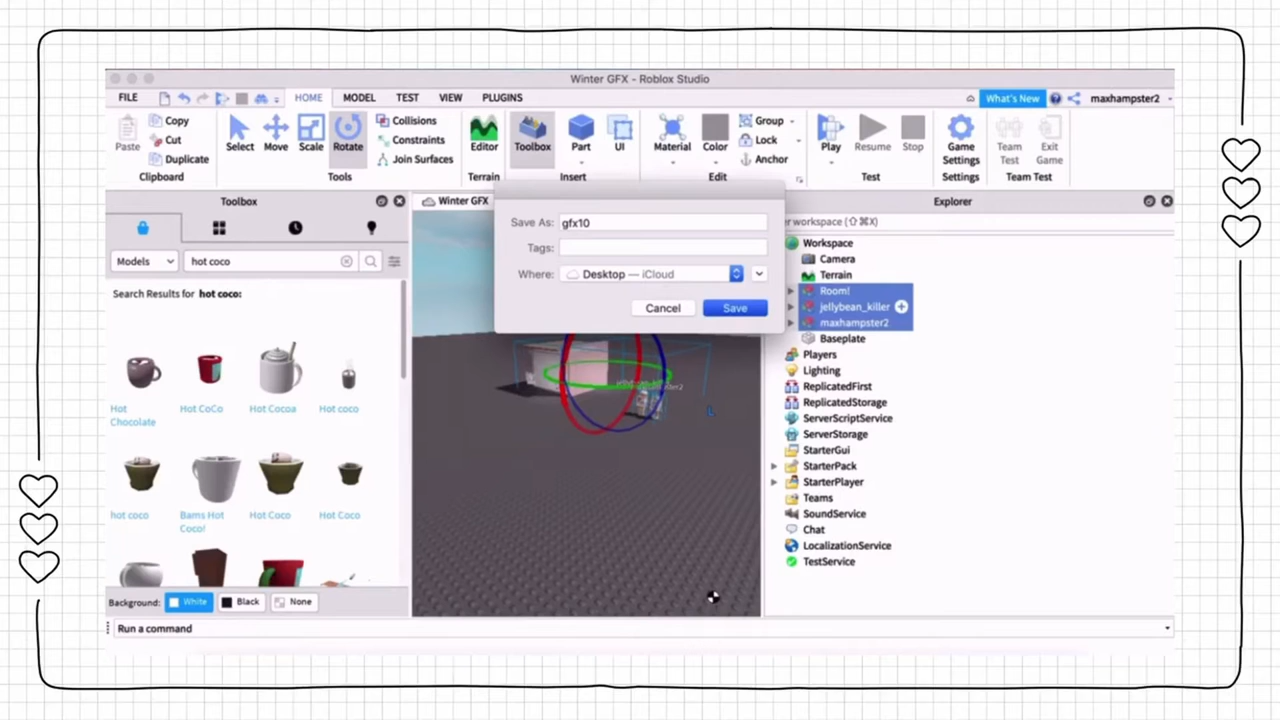 Winter GFX - Roblox Studio
FILE HOME MODEL TEST VIEW PLUGINS What's New maxhampster2
Paste Copy Cut Duplicate
Select Move Scale Rotate
Collisions
Constraints
Join Surfaces
Editor Toolbox Part UI
Material Color
Group
Lock
Anchor
Play Resume Stop
Game Settings
Team Test
Exit Game
Clipboard Tools Terrain Insert Edit Test Settings Team Test
Toolbox
Models hot coco
Search Results for hot coco:
Hot Chocolate
Hot CoCo
Hot Cocoa
Hot coco
hot coco
Bams Hot Coco!
Hot Coco
Hot Coco
Background: White Black None
Winter GFX
Save As: gfx10
Tags:
Where: Desktop — iCloud
Cancel Save
Explorer
er workspace (⇧⌘X)
Workspace
Camera
Terrain
Room!
jellybean_killer
maxhampster2
Baseplate
Players
Lighting
ReplicatedFirst
ReplicatedStorage
ServerScriptService
ServerStorage
StarterGui
StarterPack
StarterPlayer
Teams
SoundService
Chat
LocalizationService
TestService
Run a command